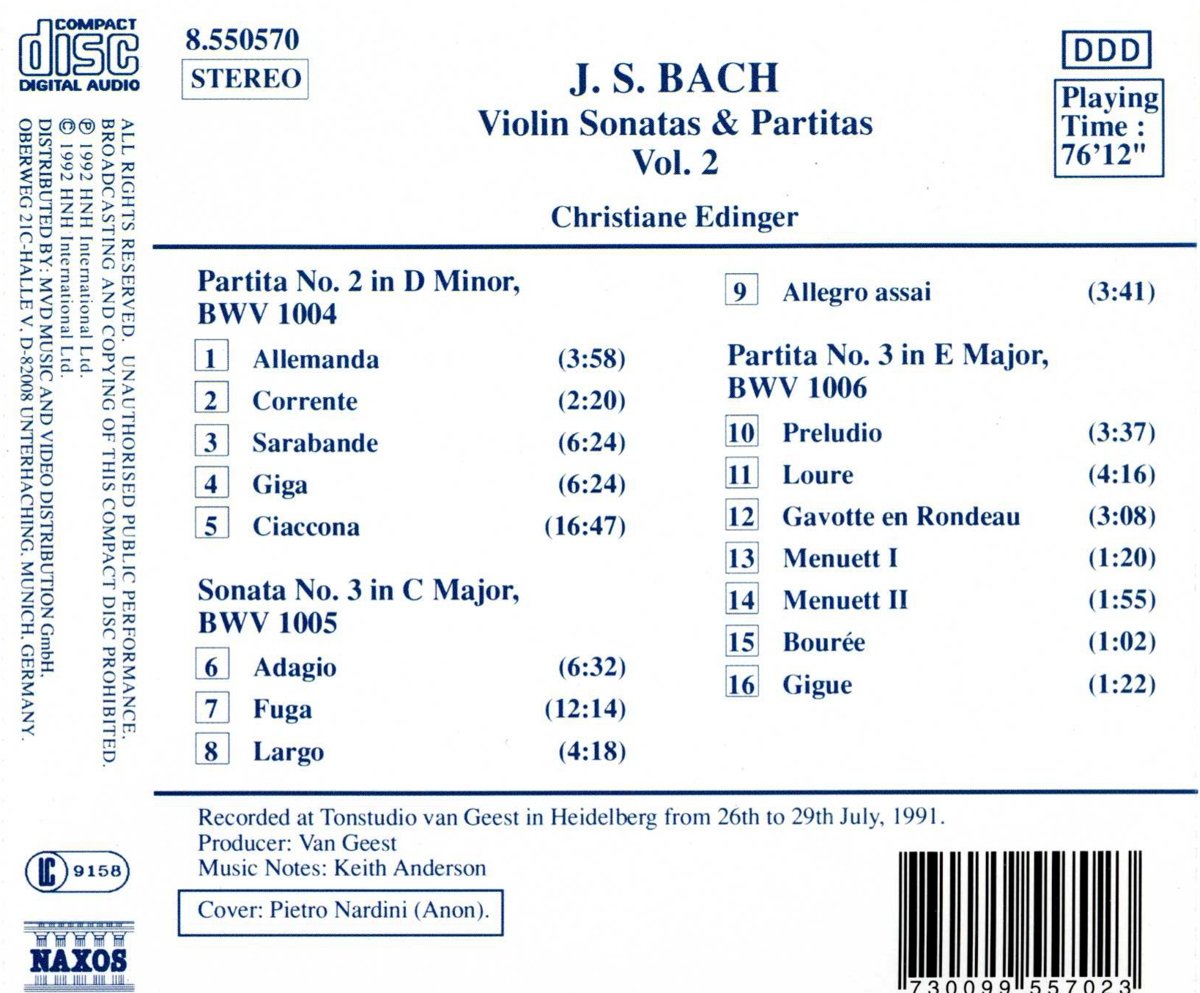 COMPACT
disc
DIGITAL AUDIO
8.550570
STEREO
J. S. BACH
Violin Sonatas & Partitas
Vol. 2
Christiane Edinger
DDD
Playing
Time :
76'12"
ALL RIGHTS RESERVED. UNAUTHORISED PUBLIC PERFORMANCE.
BROADCASTING AND COPYING OF THIS COMPACT DISC PROHIBITED.
℗ 1992 HNH International Ltd.
© 1992 HNH International Ltd.
DISTRIBUTED BY: MVD MUSIC AND VIDEO DISTRIBUTION GmbH,
OBERWEG 21C-HALLE V. D-82008 UNTERHACHING. MUNICH. GERMANY.
Partita No. 2 in D Minor,
BWV 1004
1 Allemanda (3:58)
2 Corrente (2:20)
3 Sarabande (6:24)
4 Giga (6:24)
5 Ciaccona (16:47)
Sonata No. 3 in C Major,
BWV 1005
6 Adagio (6:32)
7 Fuga (12:14)
8 Largo (4:18)
9 Allegro assai (3:41)
Partita No. 3 in E Major,
BWV 1006
10 Preludio (3:37)
11 Loure (4:16)
12 Gavotte en Rondeau (3:08)
13 Menuett I (1:20)
14 Menuett II (1:55)
15 Bourée (1:02)
16 Gigue (1:22)
Recorded at Tonstudio van Geest in Heidelberg from 26th to 29th July, 1991.
Producer: Van Geest
Music Notes: Keith Anderson
Cover: Pietro Nardini (Anon).
LC 9158
NAXOS
730099 557023